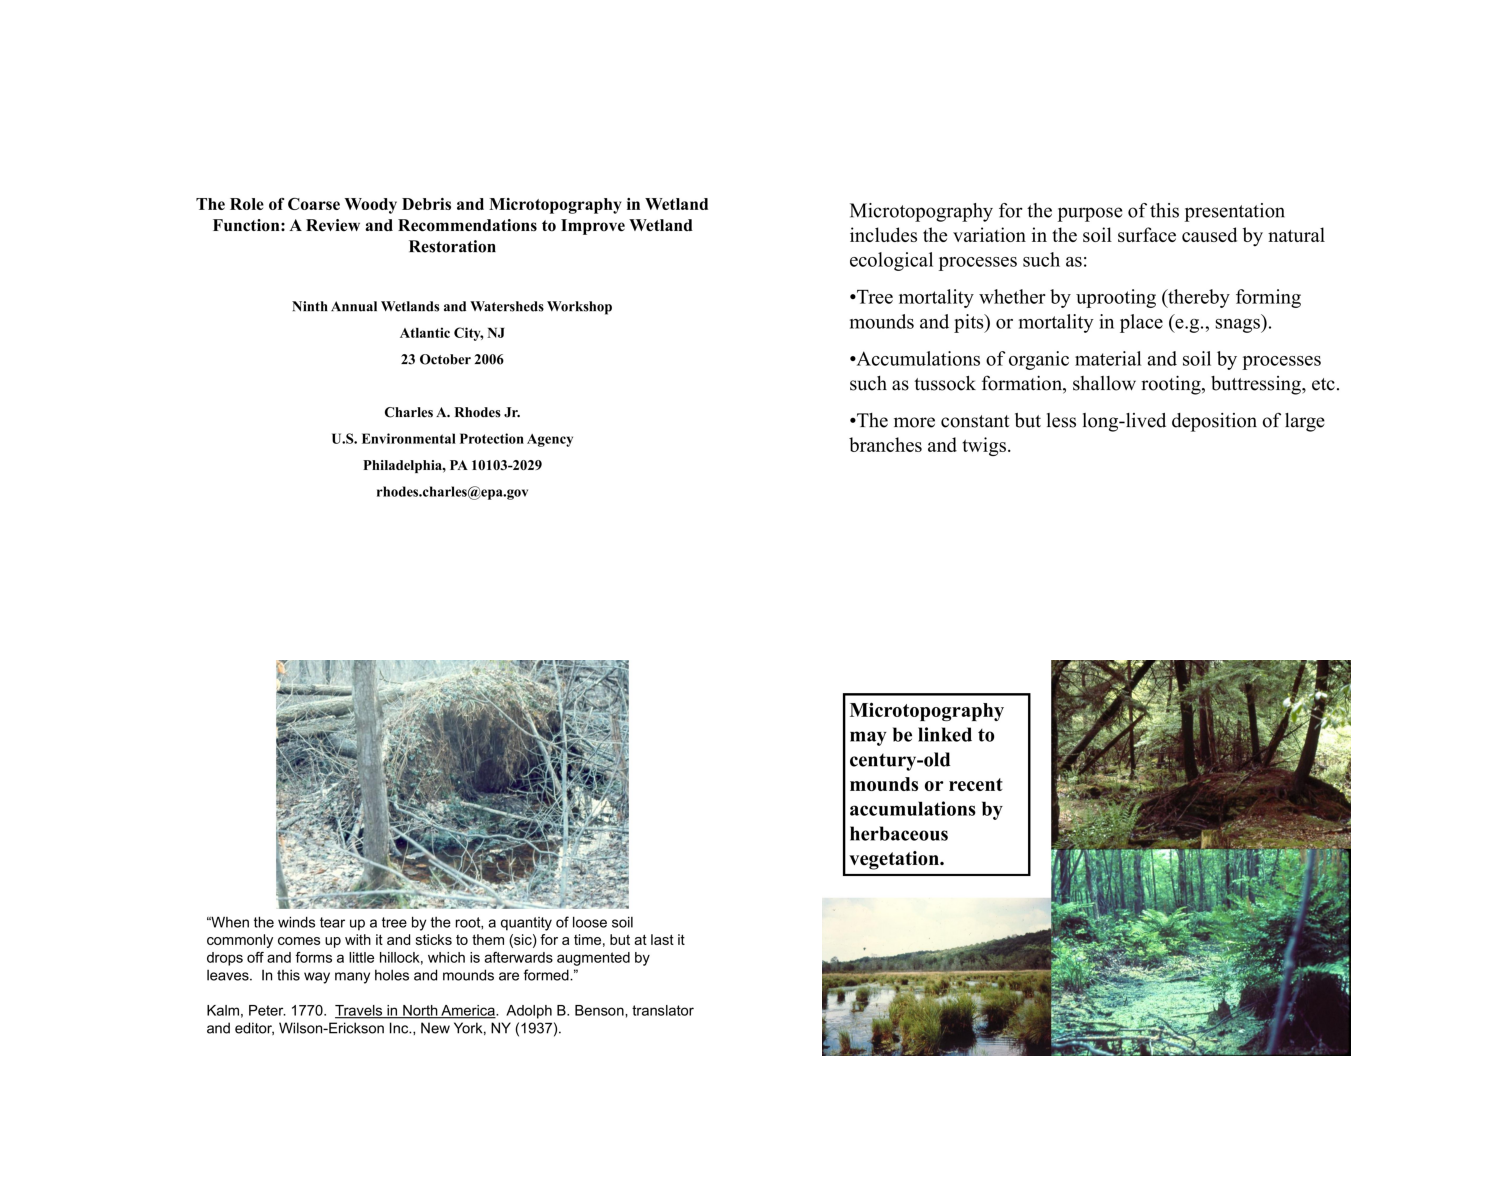 The Role of Coarse Woody Debris and Microtopography in Wetland
Function: A Review and Recommendations to Improve Wetland
Restoration
Ninth Annual Wetlands and Watersheds Workshop
Atlantic City, NJ
23 October 2006
Charles A. Rhodes Jr.
U.S. Environmental Protection Agency
Philadelphia, PA 10103-2029
rhodes.charles@epa.gov
Microtopography for the purpose of this presentation
includes the variation in the soil surface caused by natural
ecological processes such as:
•Tree mortality whether by uprooting (thereby forming
mounds and pits) or mortality in place (e.g., snags).
•Accumulations of organic material and soil by processes
such as tussock formation, shallow rooting, buttressing, etc.
•The more constant but less long-lived deposition of large
branches and twigs.
“When the winds tear up a tree by the root, a quantity of loose soil
commonly comes up with it and sticks to them (sic) for a time, but at last it
drops off and forms a little hillock, which is afterwards augmented by
leaves.  In this way many holes and mounds are formed.”
Kalm, Peter. 1770.  Travels in North America.  Adolph B. Benson, translator
and editor, Wilson-Erickson Inc., New York, NY (1937).
Microtopography
may be linked to
century-old
mounds or recent
accumulations by
herbaceous
vegetation.